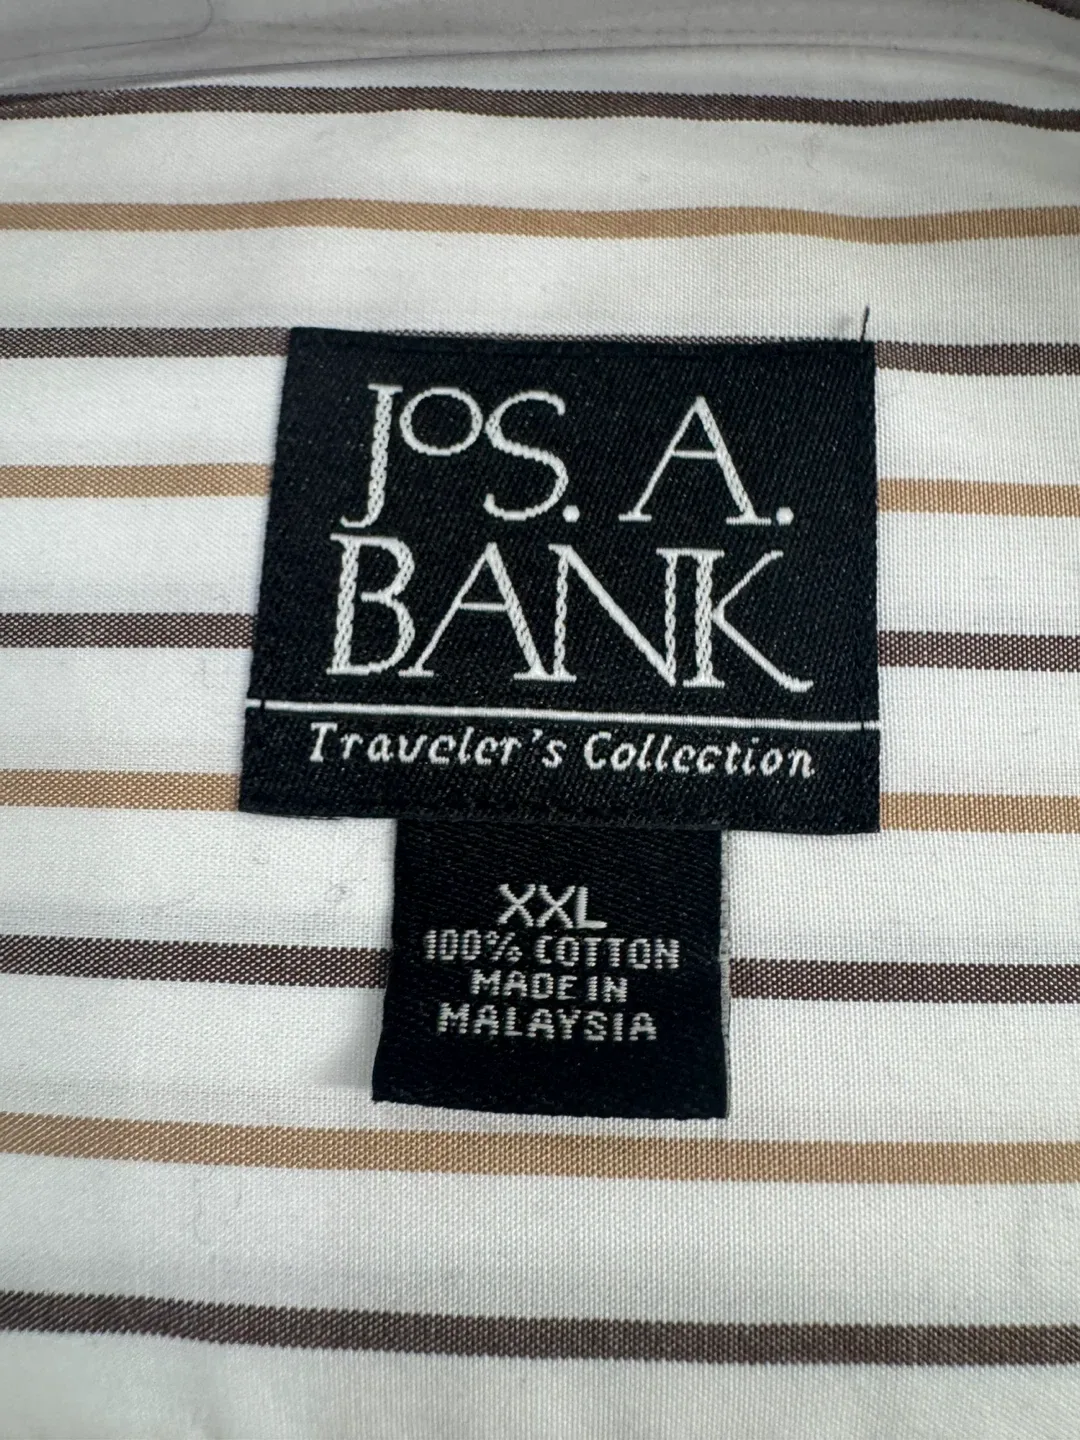 JOS. A.
BANK
Traveler's Collection
XXL
100% COTTON
MADE IN
MALAYSIA